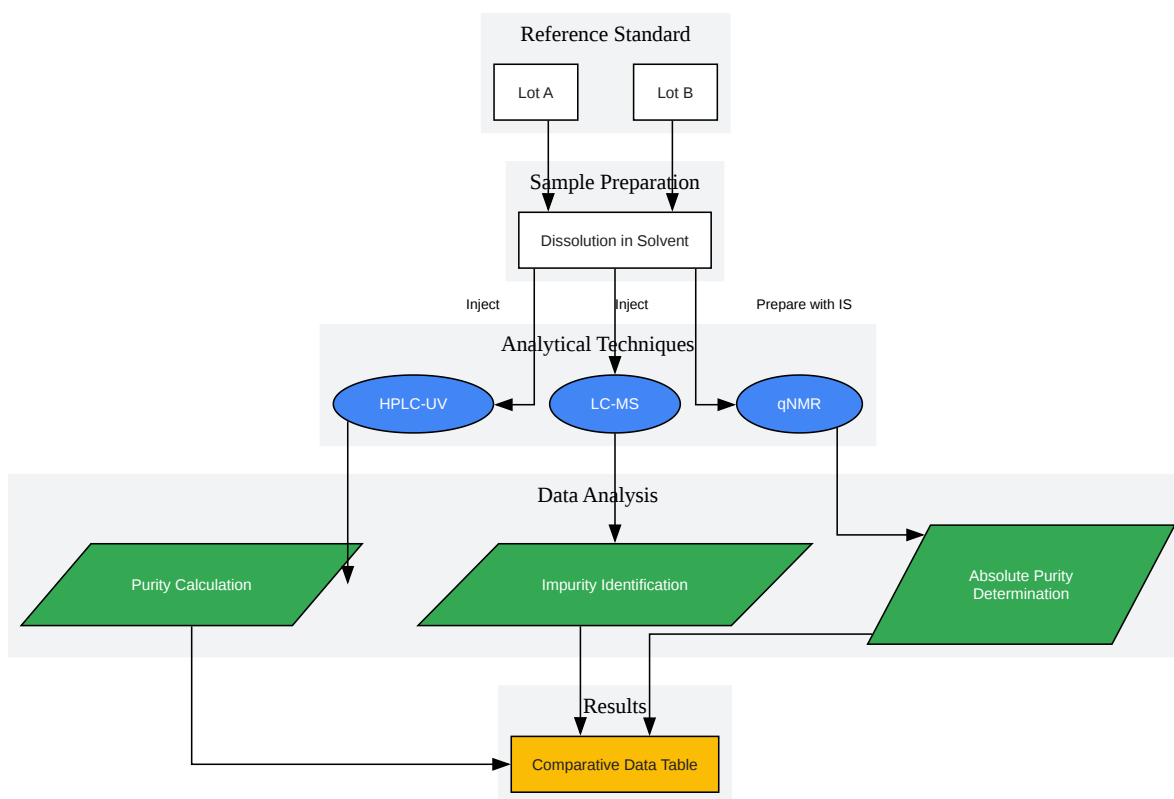 Reference Standard
Lot A
Lot B
Sample Preparation
Dissolution in Solvent
Inject
Inject
Prepare with IS
Analytical Techniques
HPLC-UV
LC-MS
qNMR
Data Analysis
Purity Calculation
Impurity Identification
Absolute Purity
Determination
Results
Comparative Data Table